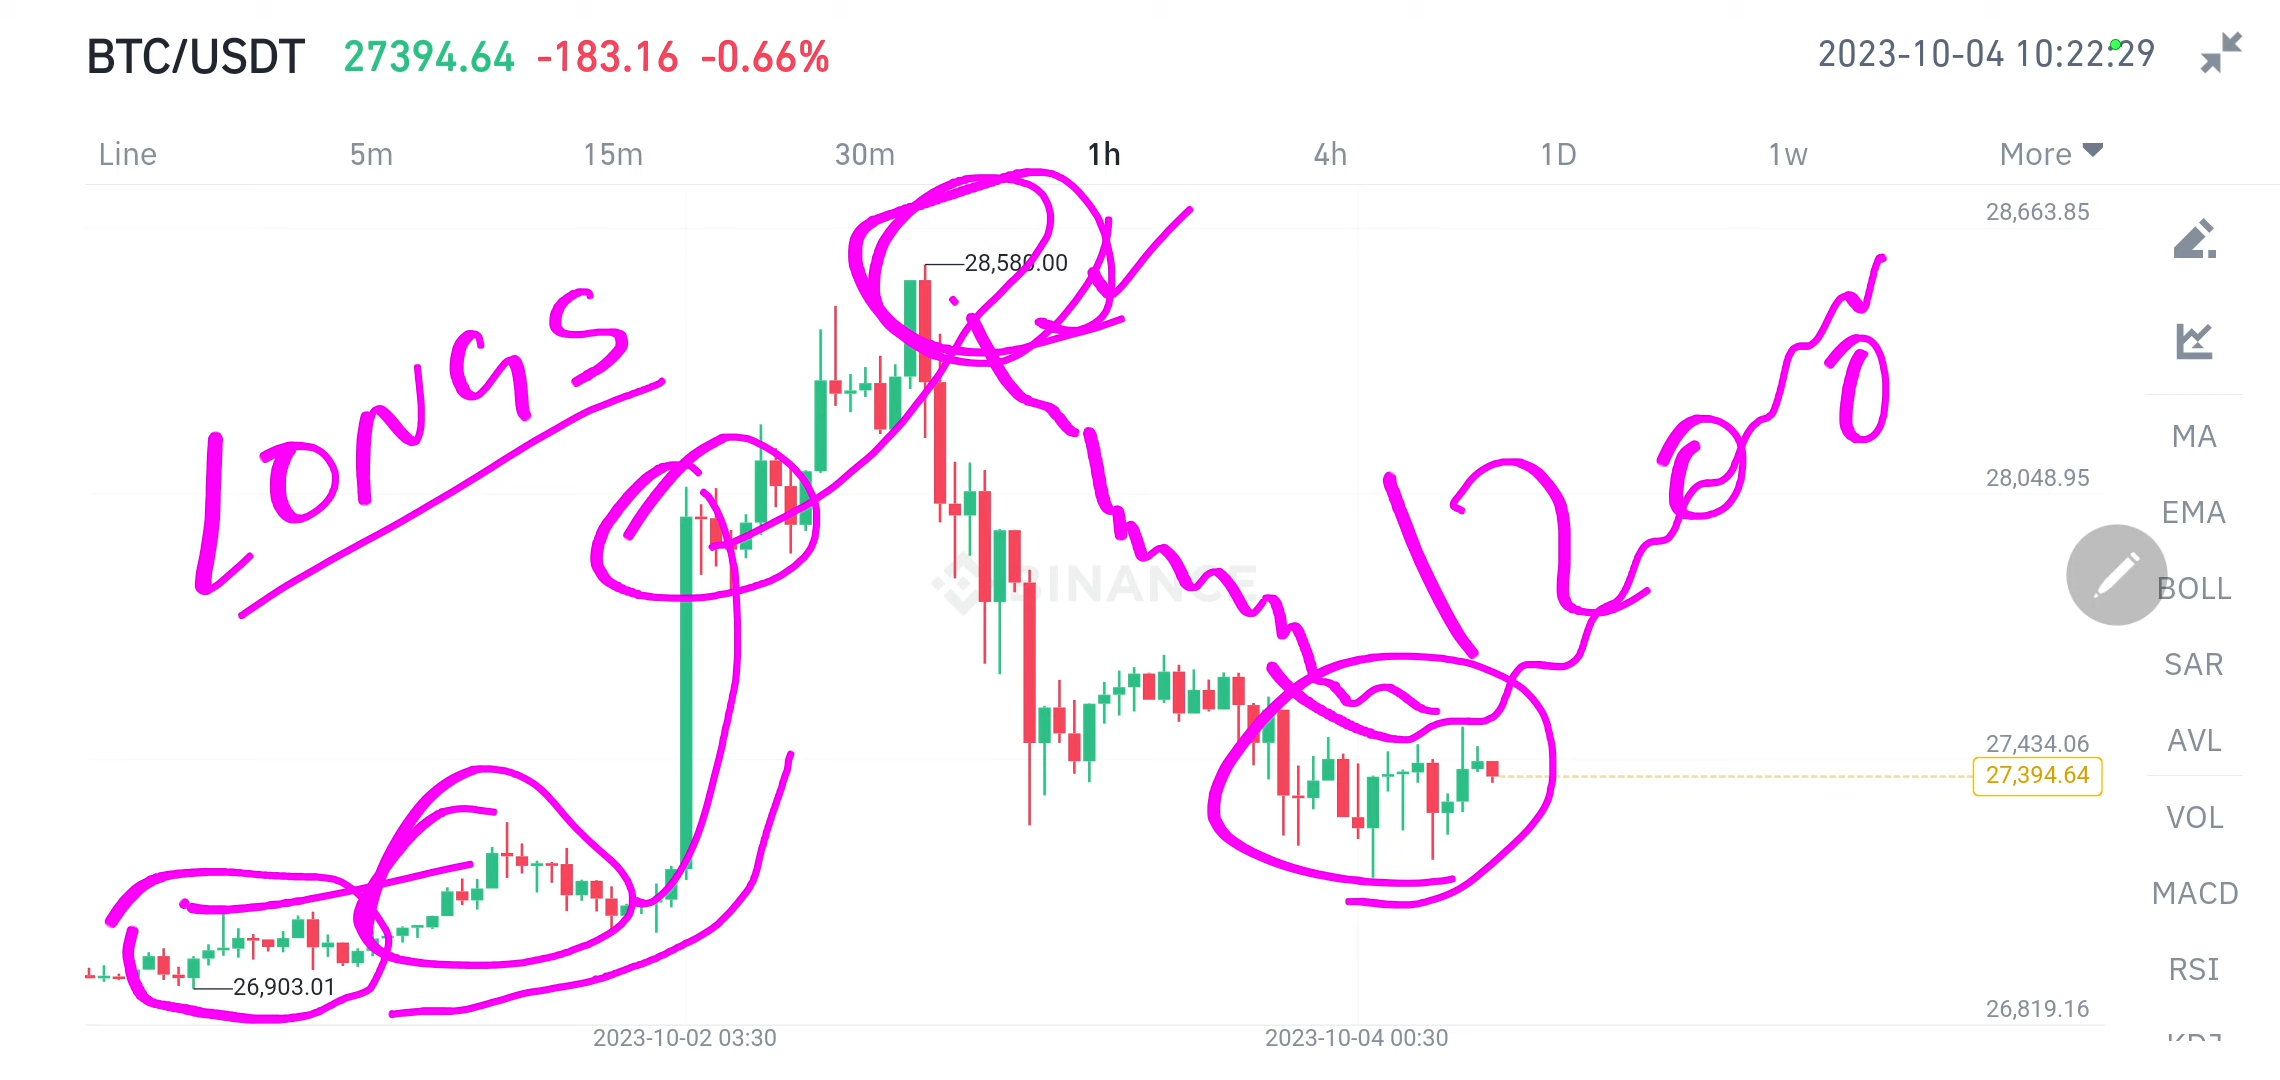 BTC/USDT 27394.64 -183.16 -0.66% 2023-10-04 10:22:29
Line 5m 15m 30m 1h 4h 1D 1w More
28,663.85
28,580.00
LONGS
28,048.95
MA
EMA
BINANCE
BOLL
SAR
AVL
27,434.06
27,394.64
VOL
MACD
RSI
26,903.01
26,819.16
2023-10-02 03:30 2023-10-04 00:30
KDJ